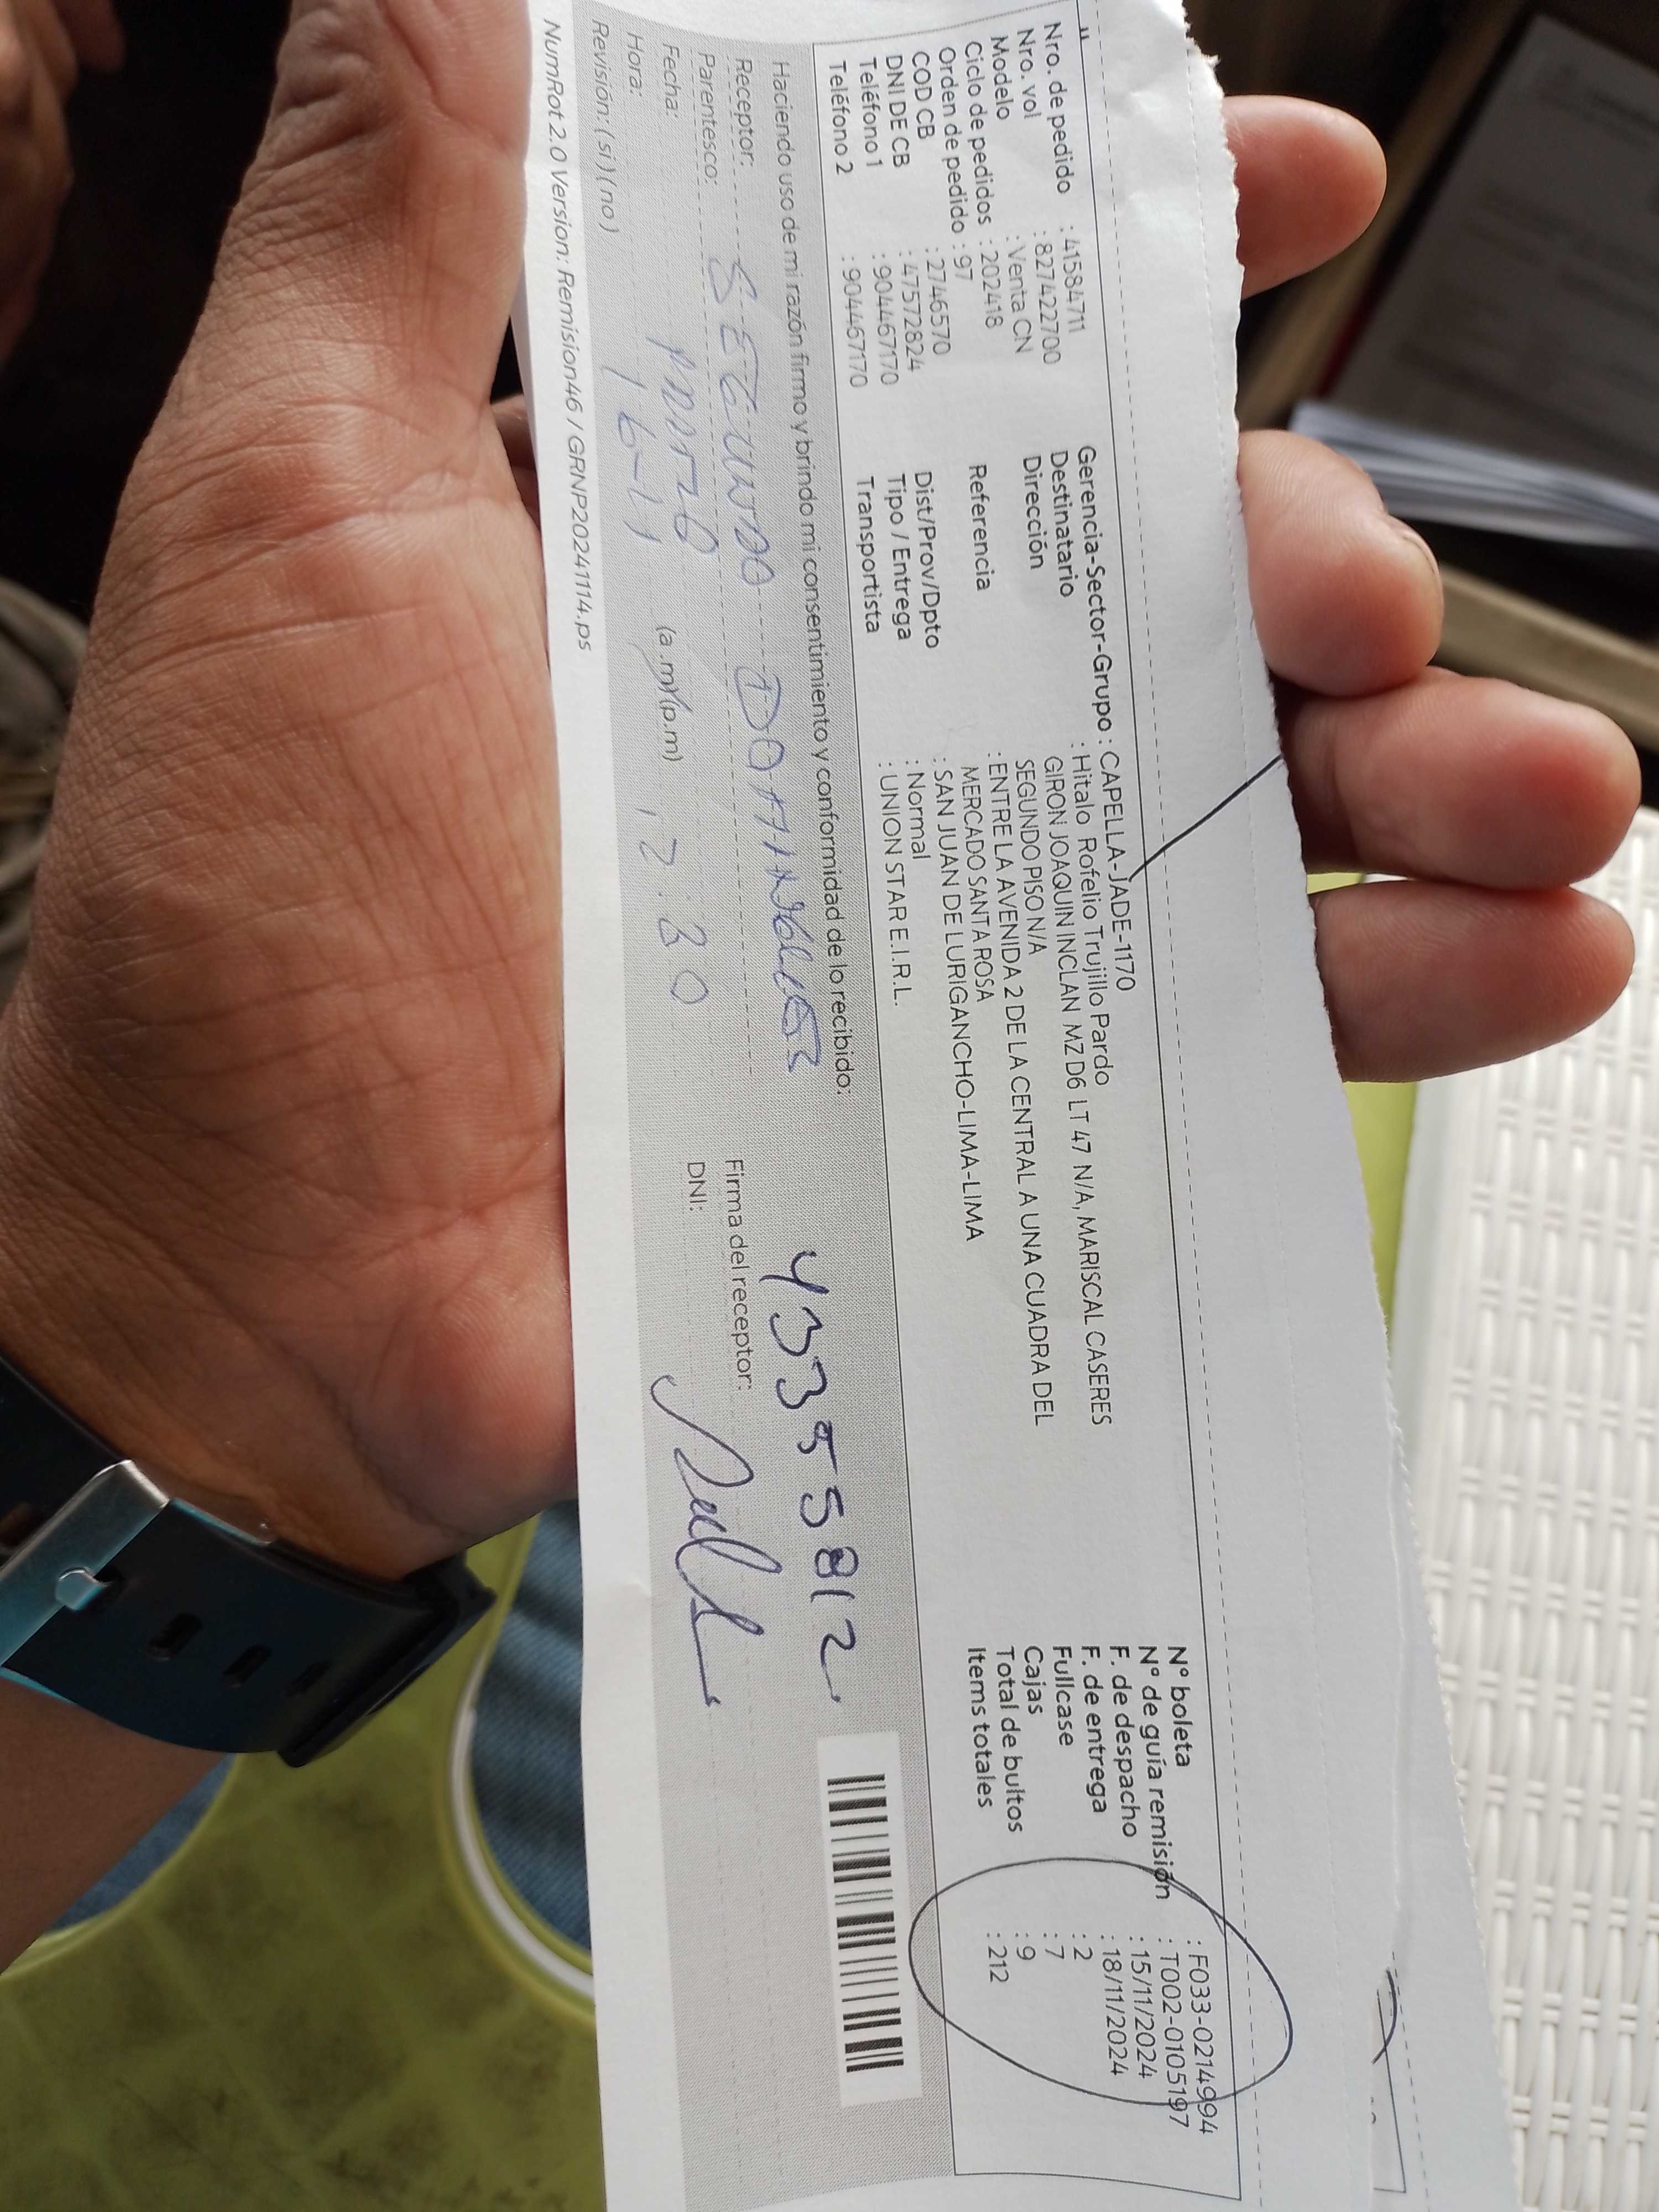 Nro. de pedido : 41584711
Nro. vol : 827422700
Modelo : Venta CN
Ciclo de pedidos : 202418
Orden de pedido : 97
COD CB : 2746570
DNI DE CB : 47572824
Teléfono 1 : 904467170
Teléfono 2 : 904467170
Gerencia-Sector-Grupo : CAPELLA-JADE-1170
Destinatario : Hitalo Rofelio Trujillo Pardo
Dirección GIRON JOAQUIN INCLAN MZ D6 LT 47 N/A, MARISCAL CASERES
SEGUNDO PISO N/A
Referencia : ENTRE LA AVENIDA 2 DE LA CENTRAL A UNA CUADRA DEL
MERCADO SANTA ROSA
Dist/Prov/Dpto : SAN JUAN DE LURIGANCHO-LIMA-LIMA
Tipo / Entrega : Normal
Transportista : UNION STAR E.I.R.L.
N° boleta : F033-0214994
N° de guía remisión : T002-0105197
F. de despacho : 15/11/2024
F. de entrega : 18/11/2024
Fullcase : 2
Cajas : 7
Total de bultos : 9
Items totales : 212
Haciendo uso de mi razón firmo y brindo mi consentimiento y conformidad de lo recibido:
Receptor: SEGUNDO
Parentesco:
Fecha: 16-11
Hora: (a.m)(p.m) 12:30
Revisión: (si) (no)
43355812
Firma del receptor:
DNI:
NumRot 2.0 Version: Remision46 / GRNP20241114.ps